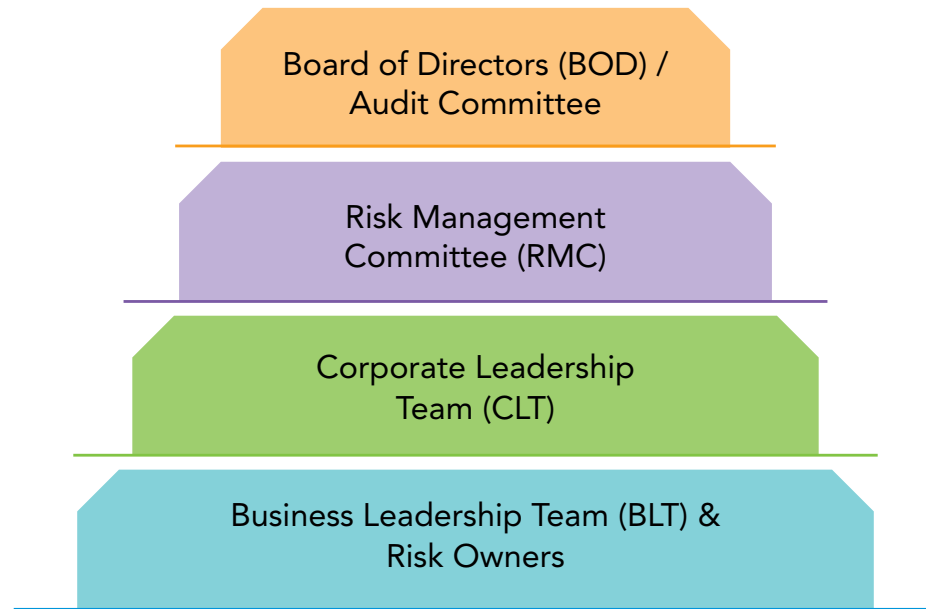 Board of Directors (BOD) /
Audit Committee
Risk Management
Committee (RMC)
Corporate Leadership
Team (CLT)
Business Leadership Team (BLT) &
Risk Owners